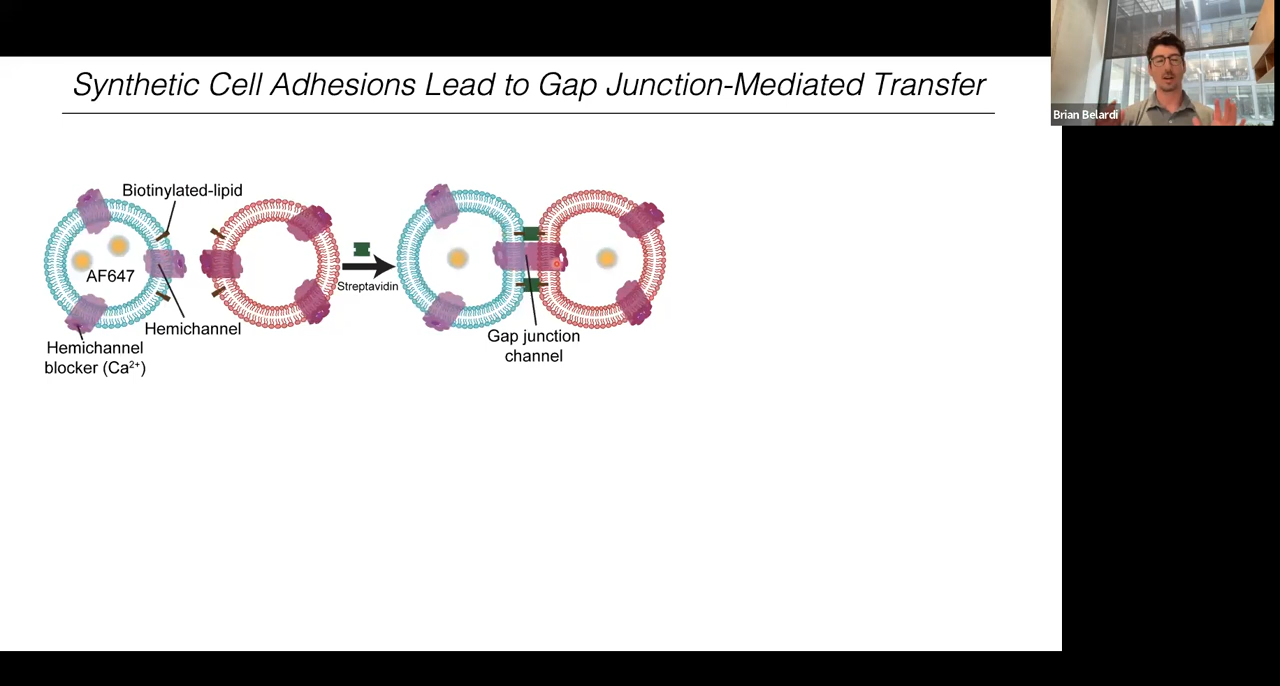 Synthetic Cell Adhesions Lead to Gap Junction-Mediated Transfer
Brian Belardi
Biotinylated-lipid
AF647
Hemichannel
Hemichannel
blocker (Ca²⁺)
Streptavidin
Gap junction
channel